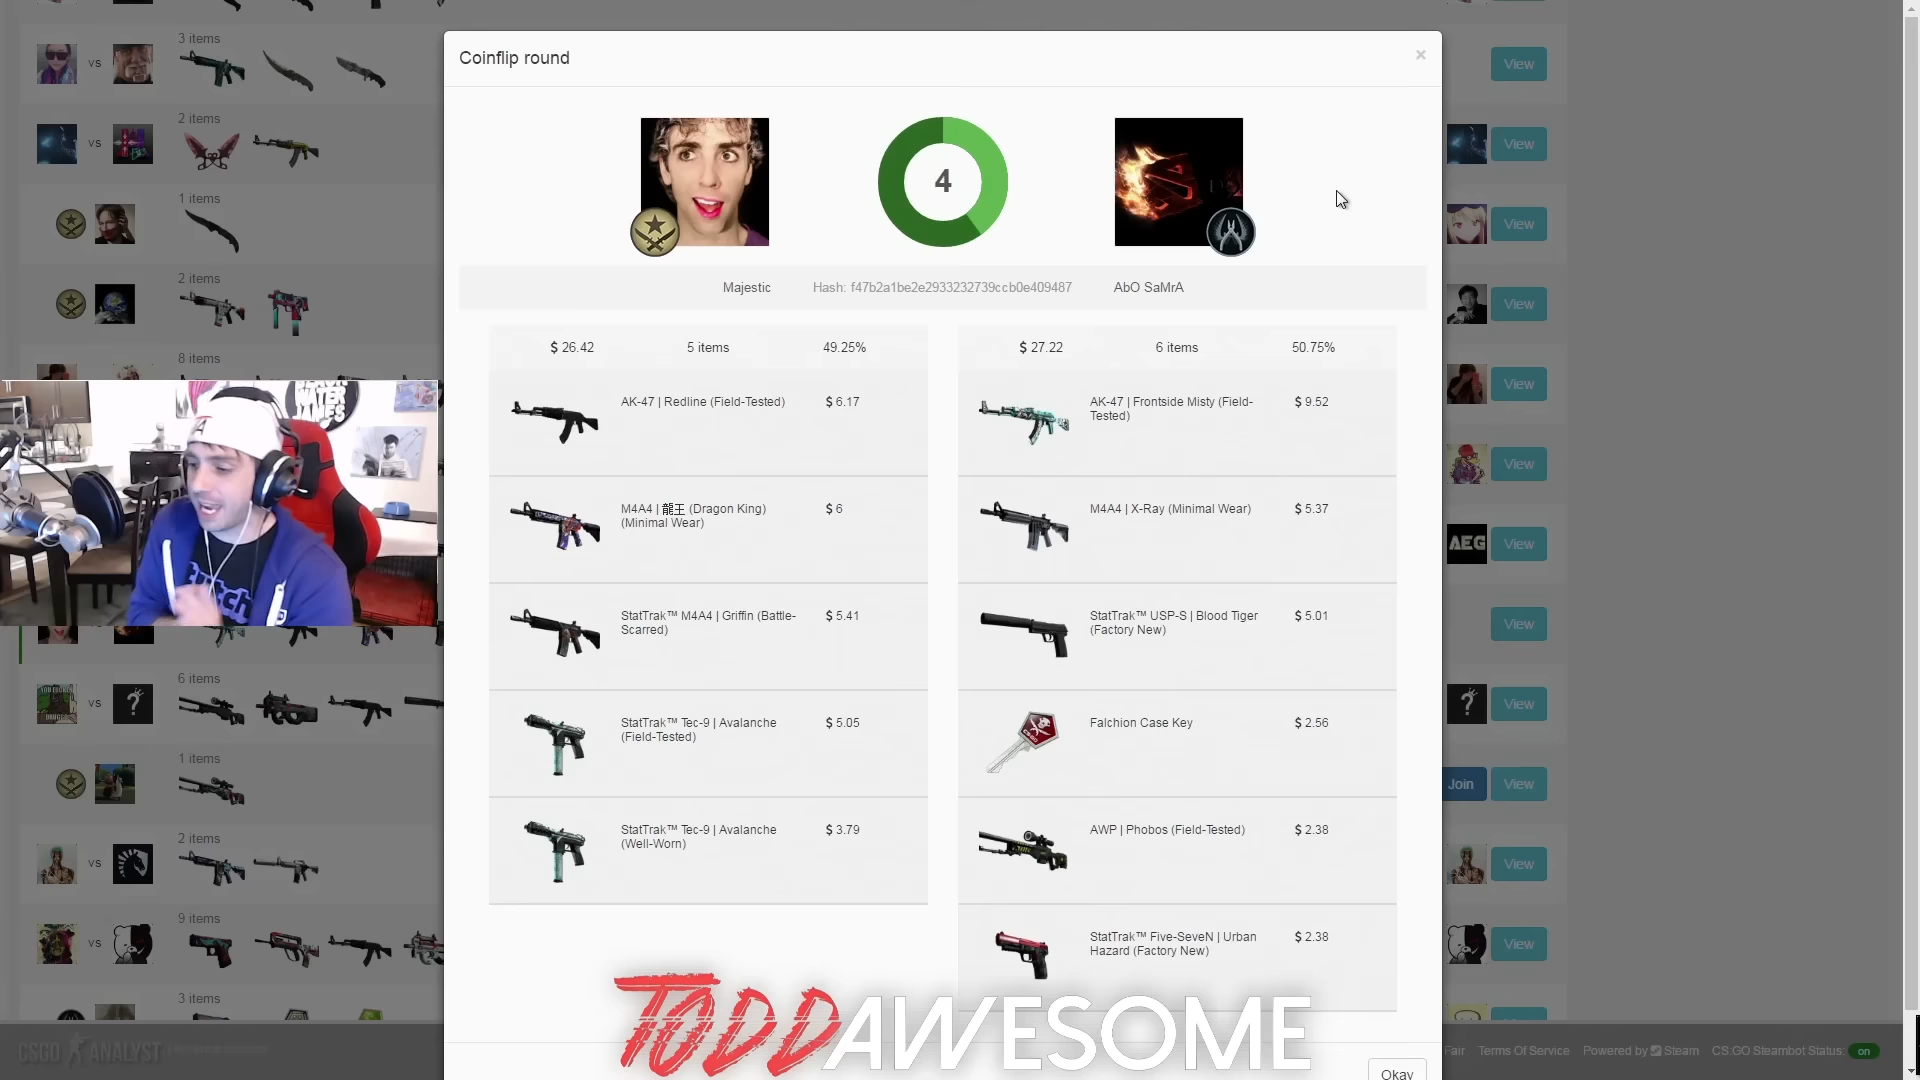 3 items
Coinflip round
×
vs
View
2 items
vs
View
1 items
View
2 items
View
8 items
View
4
Majestic
Hash: f47b2a1be2e2933232739ccb0e409487
AbO SaMrA
$ 26.42
5 items
49.25%
$ 27.22
6 items
50.75%
AK-47 | Redline (Field-Tested)
$ 6.17
AK-47 | Frontside Misty (Field-
Tested)
$ 9.52
M4A4 | 龍王 (Dragon King)
(Minimal Wear)
$ 6
M4A4 | X-Ray (Minimal Wear)
$ 5.37
StatTrak™ M4A4 | Griffin (Battle-
Scarred)
$ 5.41
StatTrak™ USP-S | Blood Tiger
(Factory New)
$ 5.01
StatTrak™ Tec-9 | Avalanche
(Field-Tested)
$ 5.05
Falchion Case Key
$ 2.56
StatTrak™ Tec-9 | Avalanche
(Well-Worn)
$ 3.79
AWP | Phobos (Field-Tested)
$ 2.38
StatTrak™ Five-SeveN | Urban
Hazard (Factory New)
$ 2.38
WATER
JAMES
View
AEG
View
View
6 items
vs
?
?
View
1 items
Join
View
2 items
vs
View
9 items
vs
View
3 items
TODDAWESOME
CSGO ANALYST
Fair
Terms Of Service
Powered by Steam
CS:GO Steambot Status: on
Okay